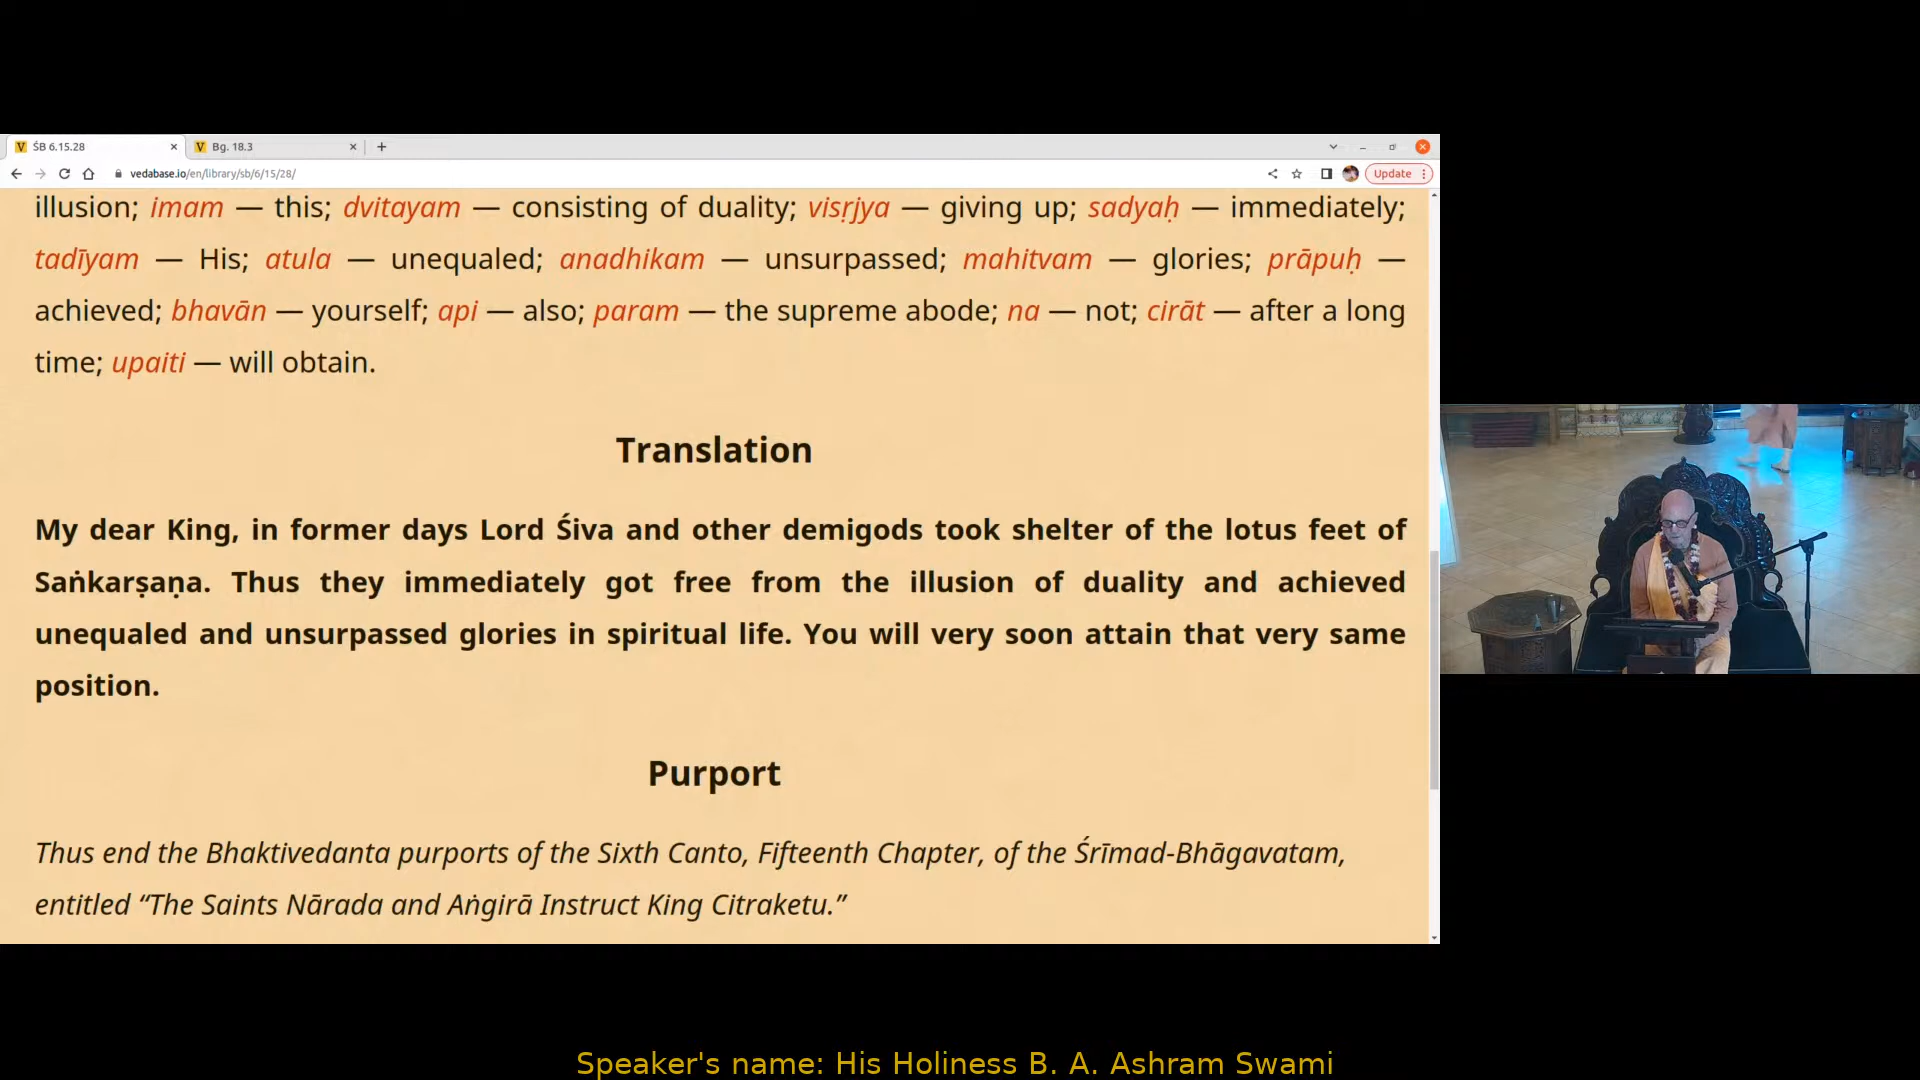 ŚB 6.15.28
Bg. 18.3
vedabase.io/en/library/sb/6/15/28/
Update
illusion; imam — this; dvitayam — consisting of duality; visṛjya — giving up; sadyaḥ — immediately;
tadīyam — His; atula — unequaled; anadhikam — unsurpassed; mahitvam — glories; prāpuḥ —
achieved; bhavān — yourself; api — also; param — the supreme abode; na — not; cirāt — after a long
time; upaiti — will obtain.
Translation
My dear King, in former days Lord Śiva and other demigods took shelter of the lotus feet of
Saṅkarṣaṇa. Thus they immediately got free from the illusion of duality and achieved
unequaled and unsurpassed glories in spiritual life. You will very soon attain that very same
position.
Purport
Thus end the Bhaktivedanta purports of the Sixth Canto, Fifteenth Chapter, of the Śrīmad-Bhāgavatam,
entitled “The Saints Nārada and Aṅgirā Instruct King Citraketu.”
Speaker's name: His Holiness B. A. Ashram Swami